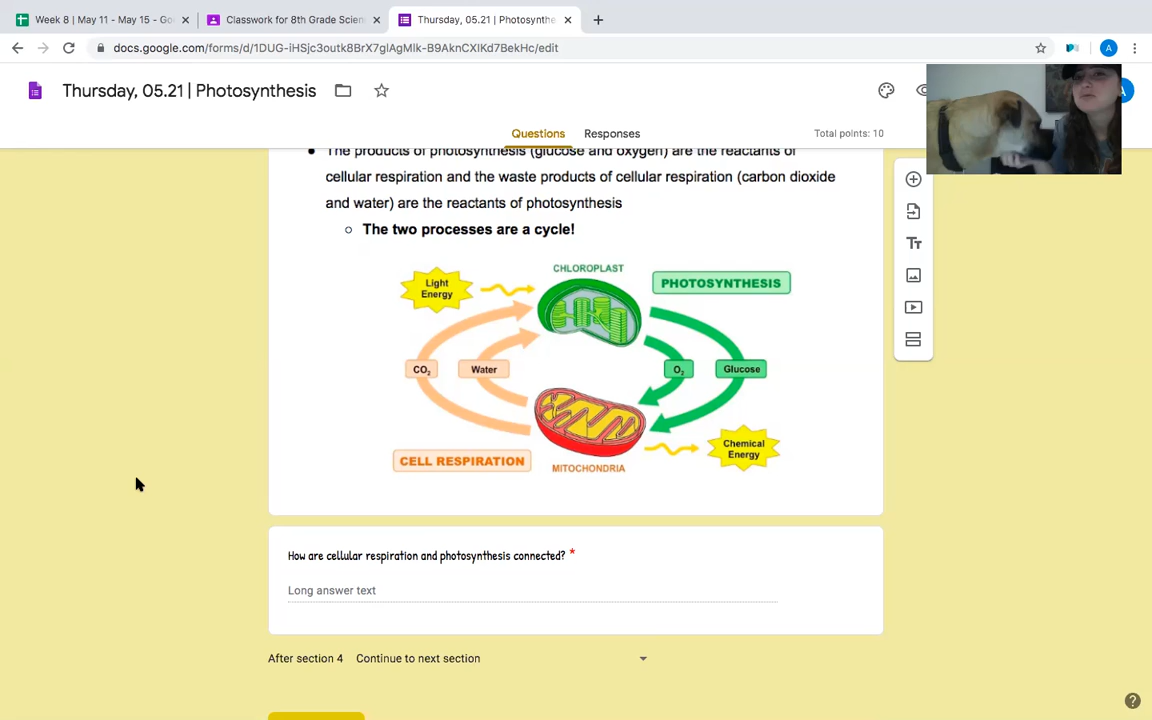 Week 8 | May 11 - May 15 - Go
Classwork for 8th Grade Scien
Thursday, 05.21 | Photosynthe
docs.google.com/forms/d/1DUG-iHSjc3outk8BrX7glAgMlk-B9AknCXlKd7BekHc/edit
A
Thursday, 05.21 | Photosynthesis
Questions
Responses
Total points: 10
The products of photosynthesis (glucose and oxygen) are the reactants of
cellular respiration and the waste products of cellular respiration (carbon dioxide
and water) are the reactants of photosynthesis
The two processes are a cycle!
CHLOROPLAST
Light
Energy
PHOTOSYNTHESIS
CO2
Water
O2
Glucose
Chemical
Energy
CELL RESPIRATION
MITOCHONDRIA
How are cellular respiration and photosynthesis connected? *
Long answer text
After section 4 Continue to next section